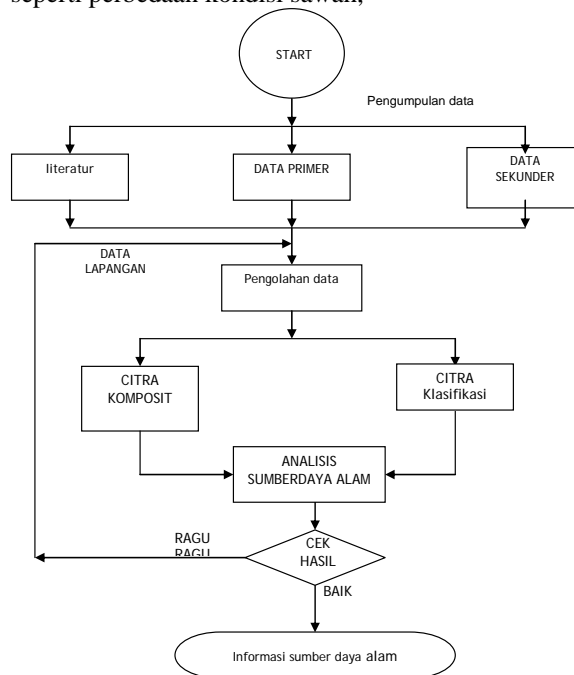 seperti perbedaan kondisi sawah,
START
Pengumpulan data
literatur
DATA PRIMER
DATA
SEKUNDER
DATA
LAPANGAN
Pengolahan data
CITRA
KOMPOSIT
CITRA
Klasifikasi
ANALISIS
SUMBERDAYA ALAM
RAGU
RAGU
CEK
HASIL
BAIK
Informasi sumber daya alam